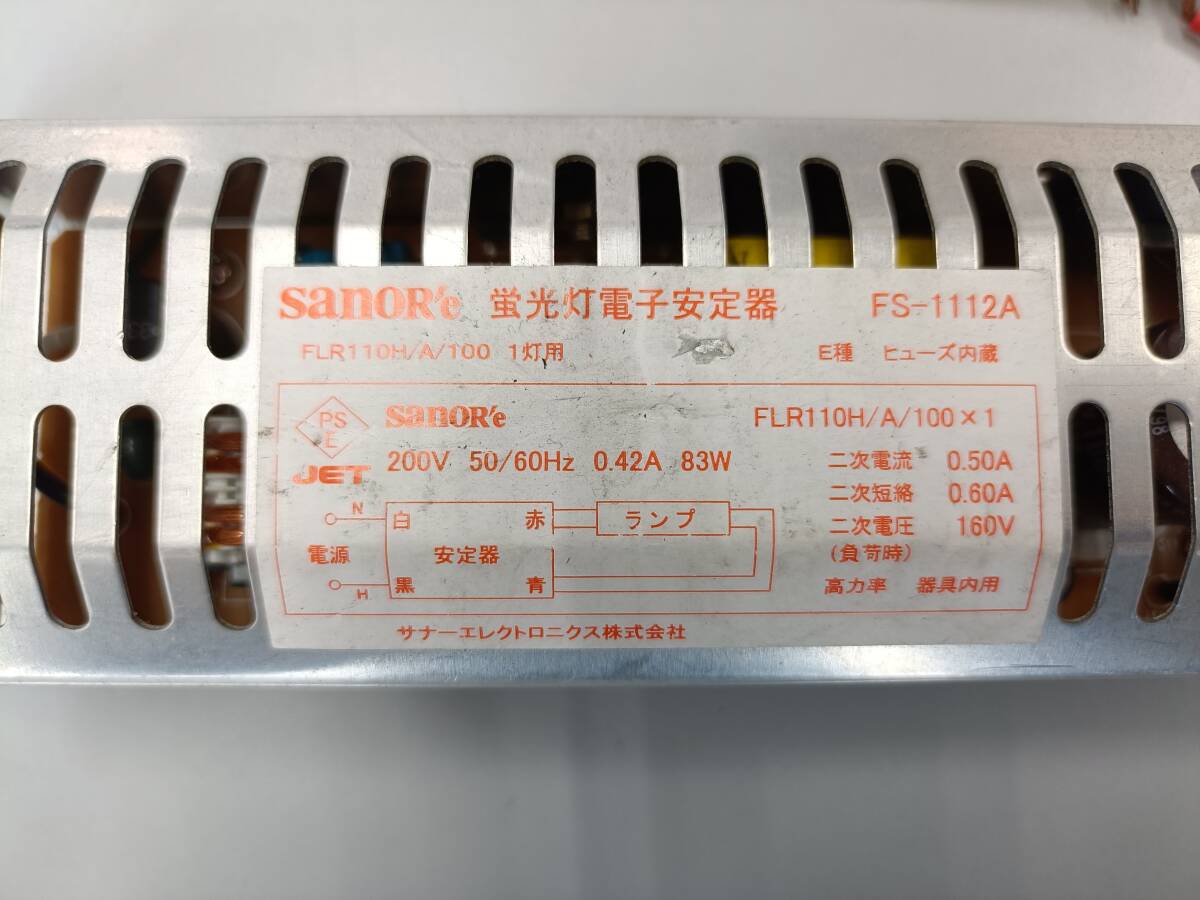 sanoR'e 蛍光灯電子安定器 FS-1112A
FLR110H/A/100 1灯用 E種 ヒューズ内蔵
PS
E
sanoR'e FLR110H/A/100×1
JET 200V 50/60Hz 0.42A 83W 二次電流 0.50A
二次短絡 0.60A
N 白 赤 ランプ 二次電圧 160V
電源 安定器 (負荷時)
H 黒 青 高力率 器具内用
サナーエレクトロニクス株式会社